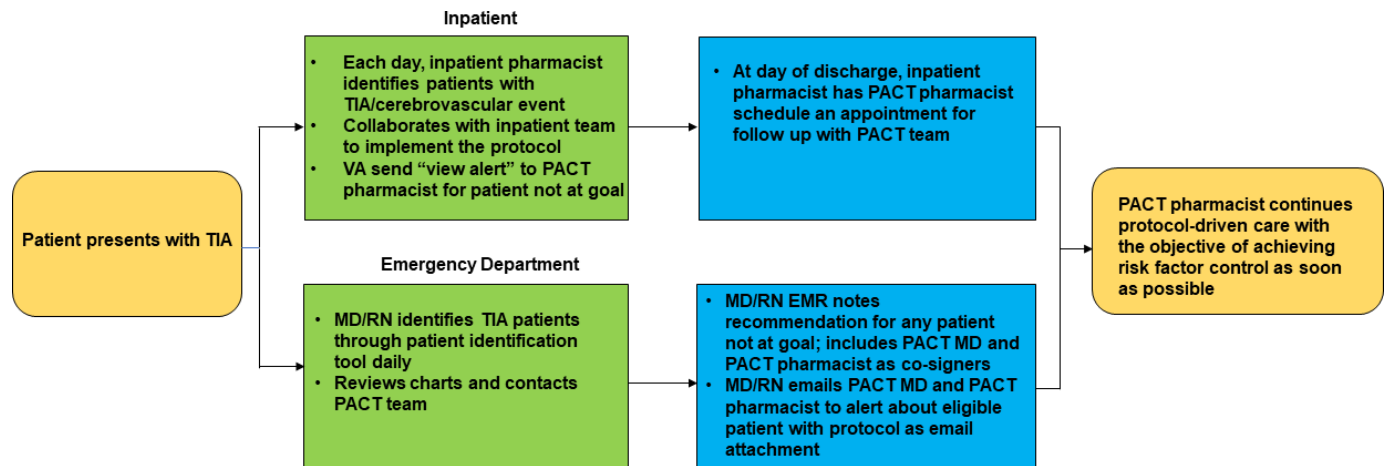 Inpatient
Patient presents with TIA
• Each day, inpatient pharmacist
identifies patients with
TIA/cerebrovascular event
• Collaborates with inpatient team
to implement the protocol
• VA send “view alert” to PACT
pharmacist for patient not at goal
• At day of discharge, inpatient
pharmacist has PACT pharmacist
schedule an appointment for
follow up with PACT team
Emergency Department
• MD/RN identifies TIA patients
through patient identification
tool daily
• Reviews charts and contacts
PACT team
• MD/RN EMR notes
recommendation for any patient
not at goal; includes PACT MD and
PACT pharmacist as co-signers
• MD/RN emails PACT MD and PACT
pharmacist to alert about eligible
patient with protocol as email
attachment
PACT pharmacist continues
protocol-driven care with
the objective of achieving
risk factor control as soon
as possible